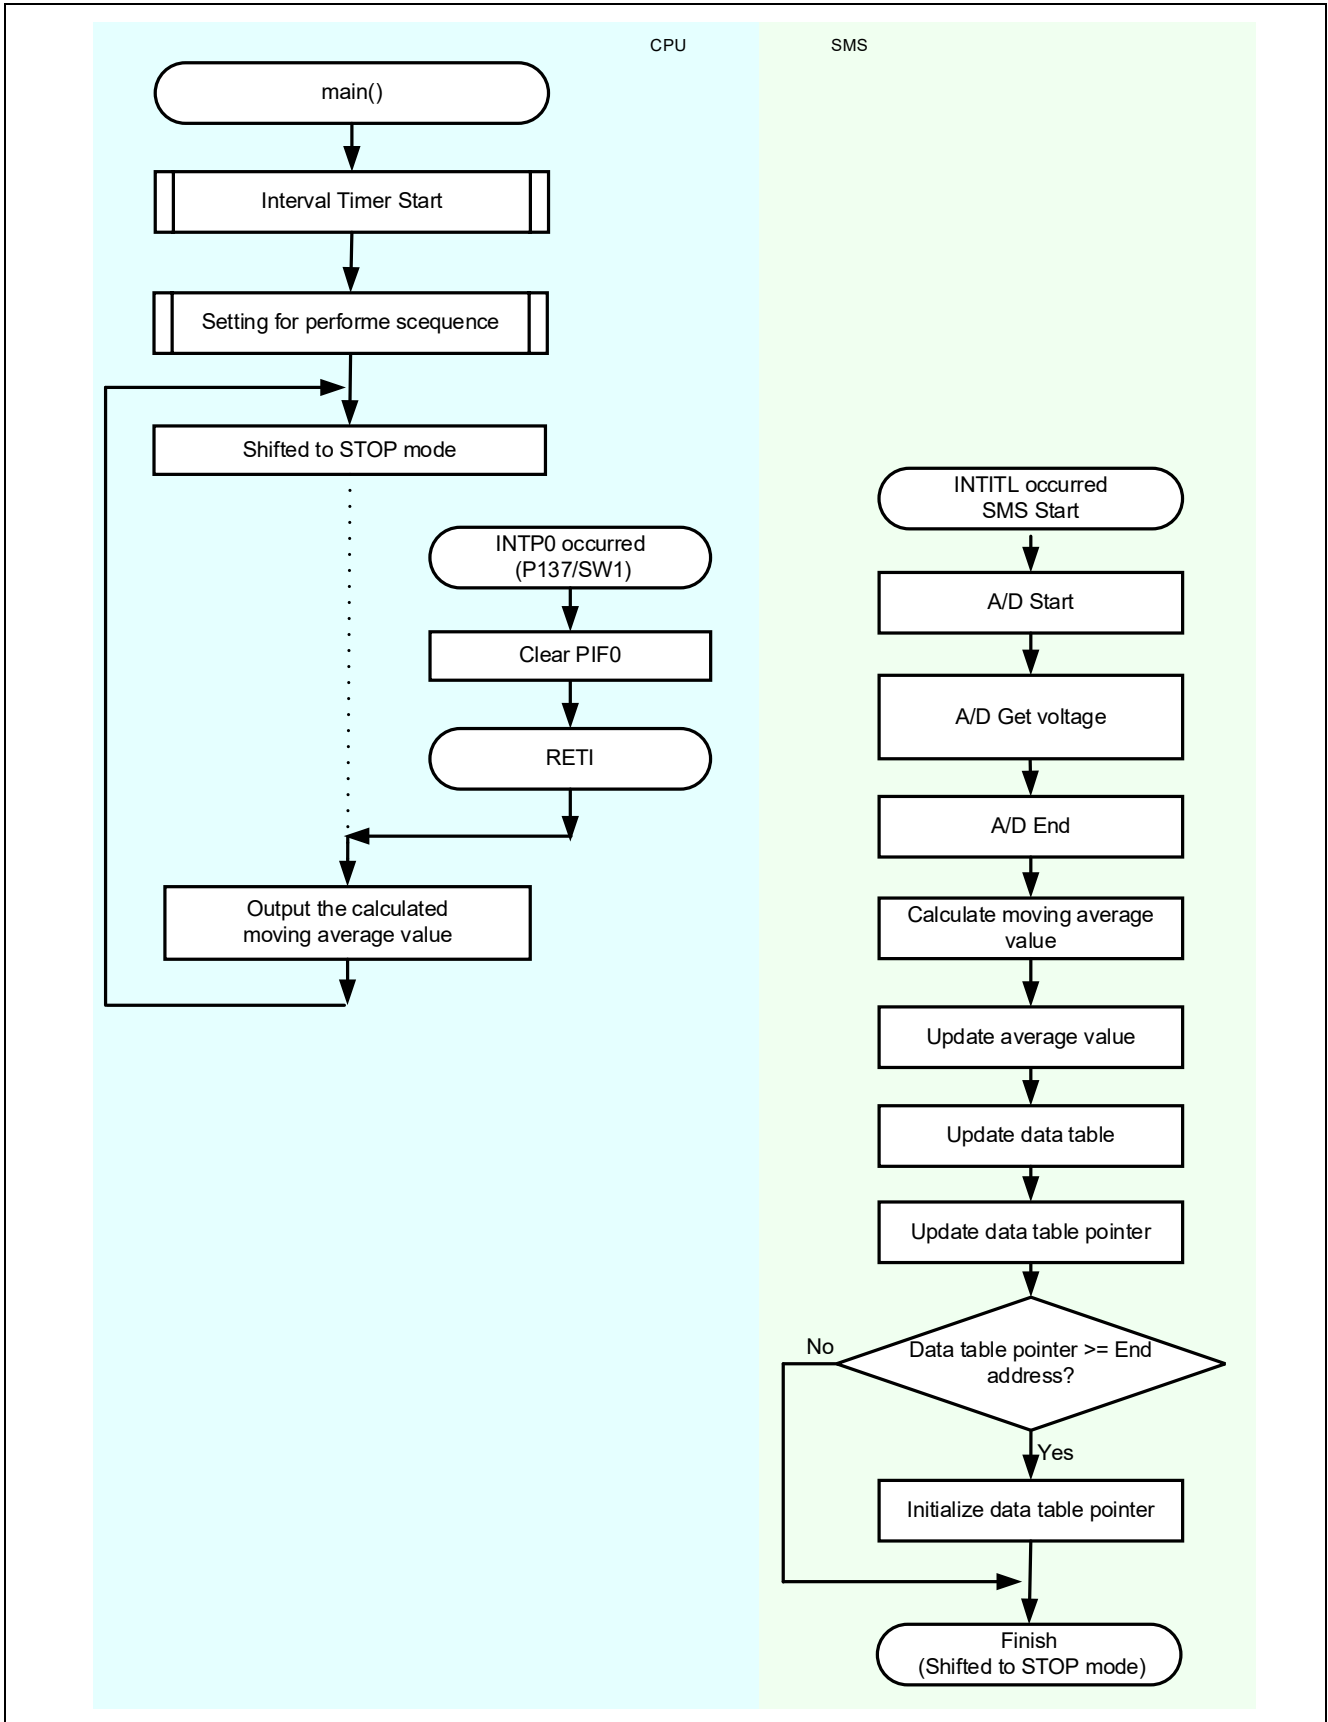 CPU
SMS
main()
Interval Timer Start
Setting for performe scequence
Shifted to STOP mode
INTP0 occurred
(P137/SW1)
Clear PIF0
RETI
Output the calculated
moving average value
INTITL occurred
SMS Start
A/D Start
A/D Get voltage
A/D End
Calculate moving average
value
Update average value
Update data table
Update data table pointer
Data table pointer >= End
address?
No
Yes
Initialize data table pointer
Finish
(Shifted to STOP mode)